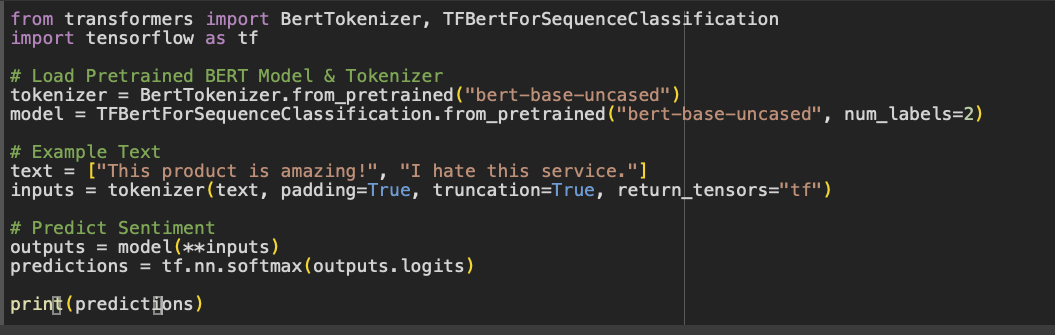 from transformers import BertTokenizer, TFBertForSequenceClassification
import tensorflow as tf
# Load Pretrained BERT Model & Tokenizer
tokenizer = BertTokenizer.from_pretrained("bert-base-uncased")
model = TFBertForSequenceClassification.from_pretrained("bert-base-uncased", num_labels=2)
# Example Text
text = ["This product is amazing!", "I hate this service."]
inputs = tokenizer(text, padding=True, truncation=True, return_tensors="tf")
# Predict Sentiment
outputs = model(**inputs)
predictions = tf.nn.softmax(outputs.logits)
print(predictions)